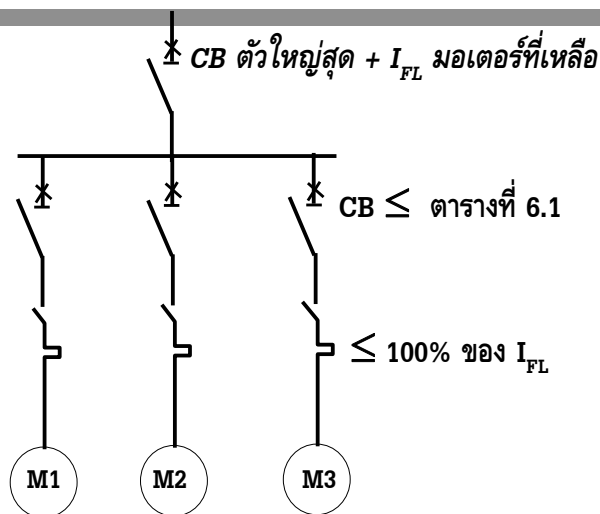 CB ตัวใหญ่สุด + I_FL มอเตอร์ที่เหลือ
CB ≤ ตารางที่ 6.1
≤ 100% ของ I_FL
M1 M2 M3